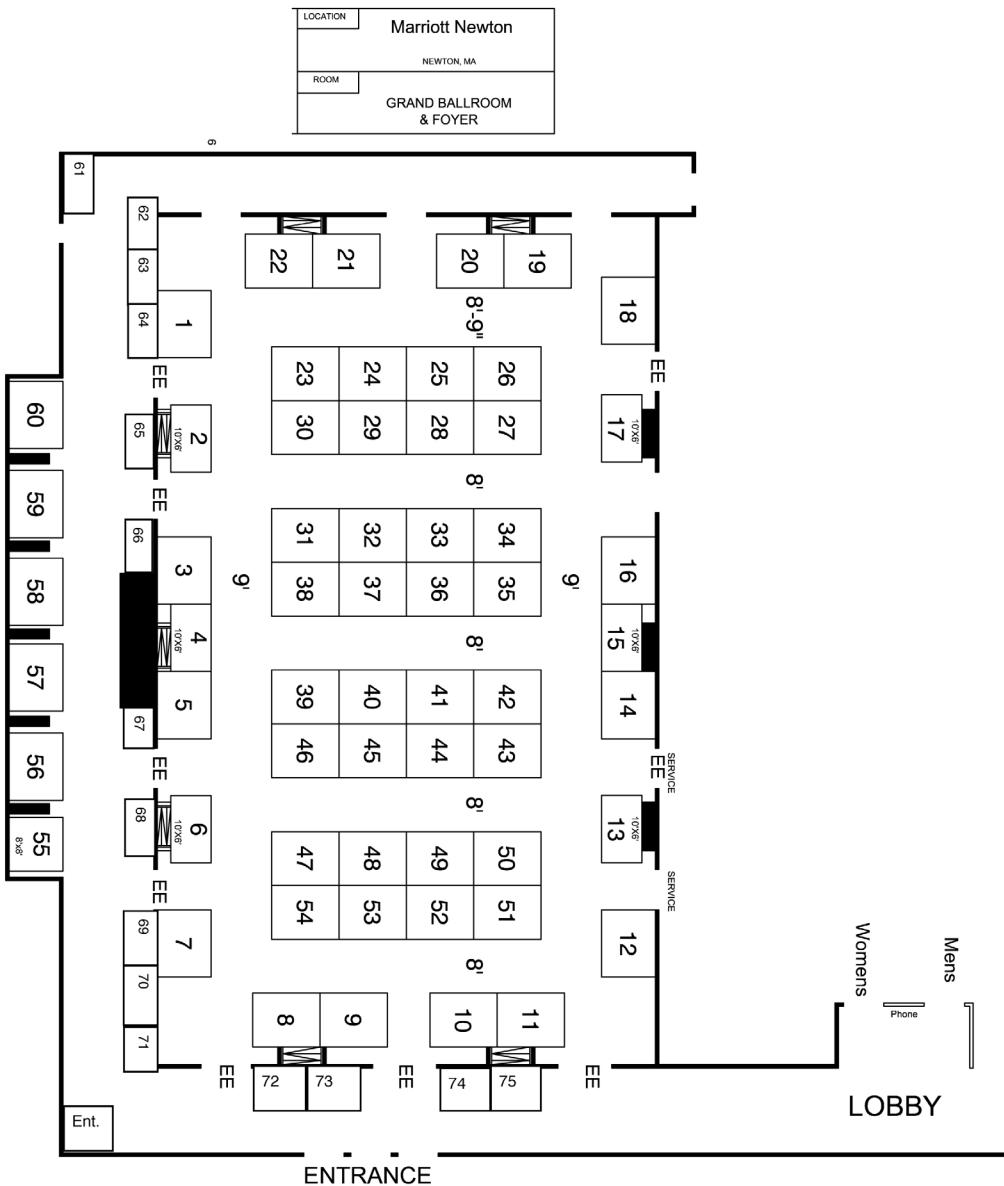 LOCATION
Marriott Newton
NEWTON, MA
ROOM
GRAND BALLROOM
& FOYER
6
61
62
63
64
22
21
20
19
18
1
8'-9"
EE
EE
23
24
25
26
30
29
28
27
60
65
2
10'X6'
17
10'X6'
EE
8'
59
66
31
32
33
34
38
37
36
35
3
9'
9'
16
58
4
10'X6'
15
10'X6'
8'
57
67
5
39
40
41
42
46
45
44
43
14
EE
EE
SERVICE
56
68
6
10'X6'
8'
13
10'X6'
55
8'x8'
47
48
49
50
54
53
52
51
EE
SERVICE
69
7
12
70
8'
Womens
Mens
Phone
71
8
9
10
11
EE
EE
EE
72
73
74
75
LOBBY
Ent.
ENTRANCE